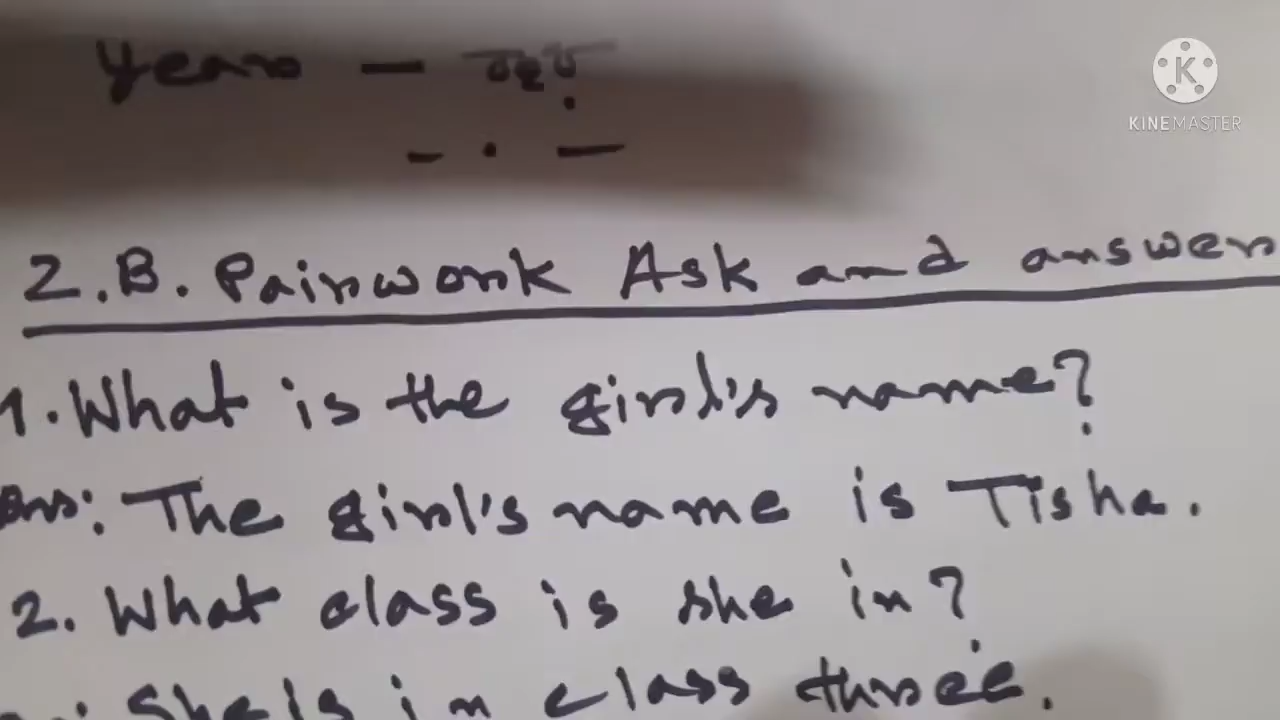 Years — বছর
KINEMASTER
2.B. Pairwork Ask and answer
1. What is the girl's name?
Ans: The girl's name is Tisha.
2. What class is she in?
She is in class three.